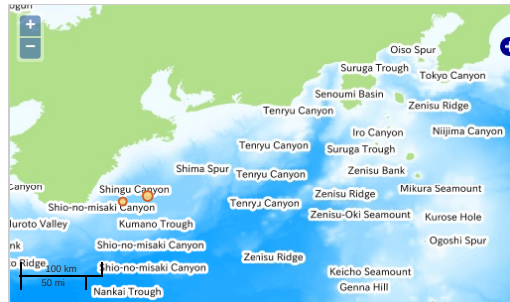 ogun
+
−
Oiso Spur
Suruga Trough
Tokyo Canyon
Senoumi Basin
Zenisu Ridge
Tenryu Canyon
Iro Canyon
Niijima Canyon
Tenryu Canyon
Suruga Trough
Shima Spur
Zenisu Bank
Tenryu Canyon
Canyon
Shingu Canyon
Mikura Seamount
Zenisu Ridge
Shio-no-misaki Canyon
Tenryu Canyon
Zenisu-Oki Seamount
Kurose Hole
Muroto Valley
Kumano Trough
Ogoshi Spur
nk
Shio-no-misaki Canyon
Zenisu Ridge
o Ridge
100 km
Shio-no-misaki Canyon
Keicho Seamount
50 mi
Genna Hill
Nankai Trough